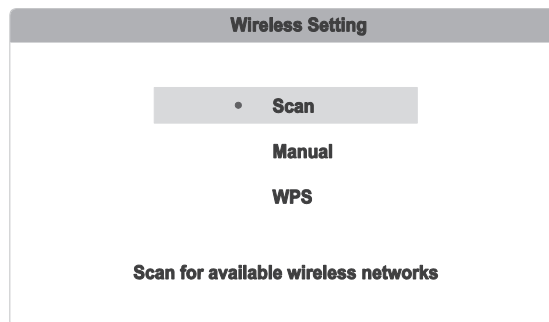 Wireless Setting
Scan
Manual
WPS
Scan for available wireless networks